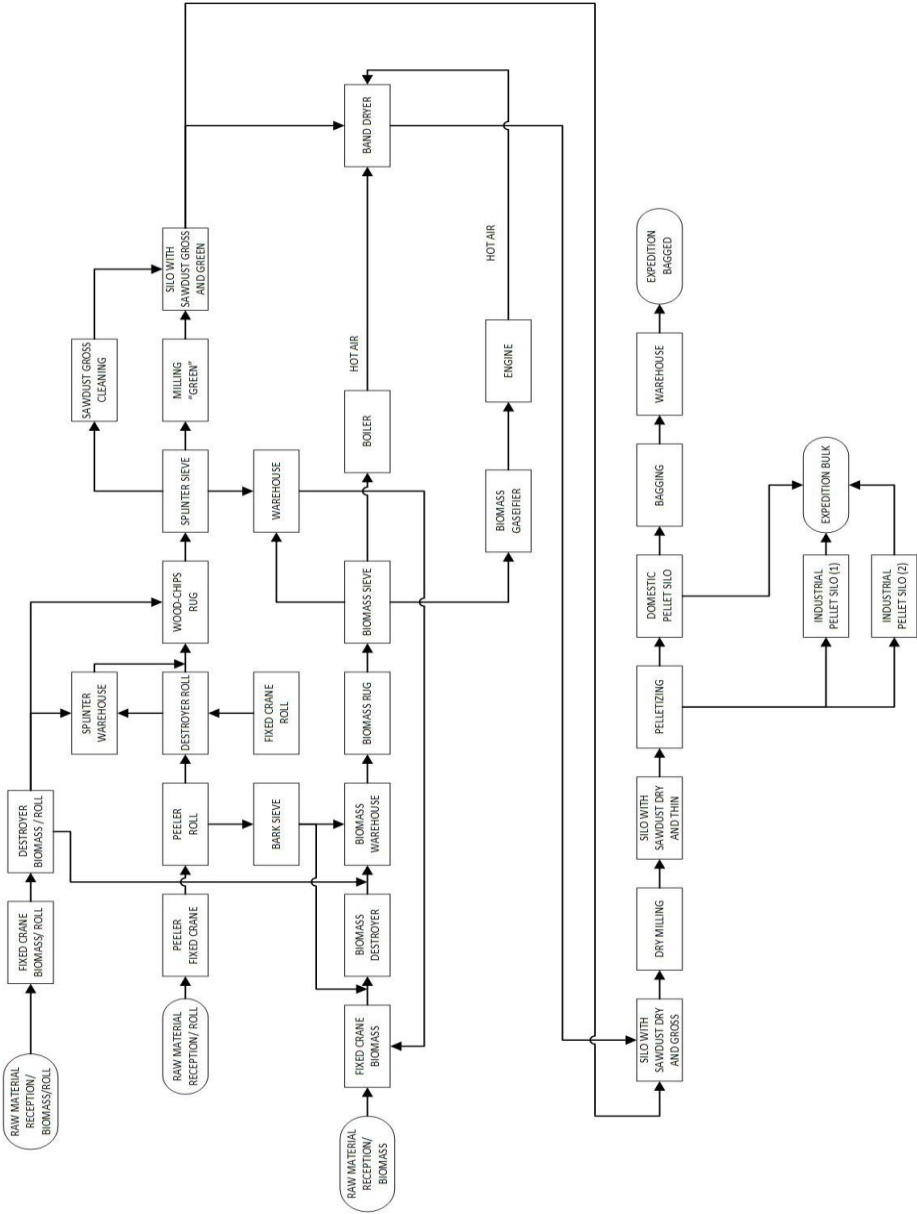 RAW MATERIAL
RECEPTION/
BIOMASS/ROLL
FIXED CRANE
BIOMASS/ ROLL
DESTROYER
BIOMASS / ROLL
SPLINTER
WAREHOUSE
SAWDUST GROSS
CLEANING
RAW MATERIAL
RECEPTION/ ROLL
PEELER
FIXED CRANE
PEELER
ROLL
DESTROYER ROLL
WOOD-CHIPS
RUG
SPLINTER SIEVE
MILLING
"GREEN"
SILO WITH
SAWDUST GROSS
AND GREEN
BARK SIEVE
FIXED CRANE
ROLL
WAREHOUSE
RAW MATERIAL
RECEPTION/
BIOMASS
FIXED CRANE
BIOMASS
BIOMASS
DESTROYER
BIOMASS
WAREHOUSE
BIOMASS RUG
BIOMASS SIEVE
BOILER
HOT AIR
BAND DRYER
BIOMASS
GASEIFIER
ENGINE
HOT AIR
SILO WITH
SAWDUST DRY
AND GROSS
DRY MILLING
SILO WITH
SAWDUST DRY
AND THIN
PELLETIZING
DOMESTIC
PELLET SILO
BAGGING
WAREHOUSE
EXPEDITION
BAGGED
INDUSTRIAL
PELLET SILO (1)
EXPEDITION BULK
INDUSTRIAL
PELLET SILO (2)